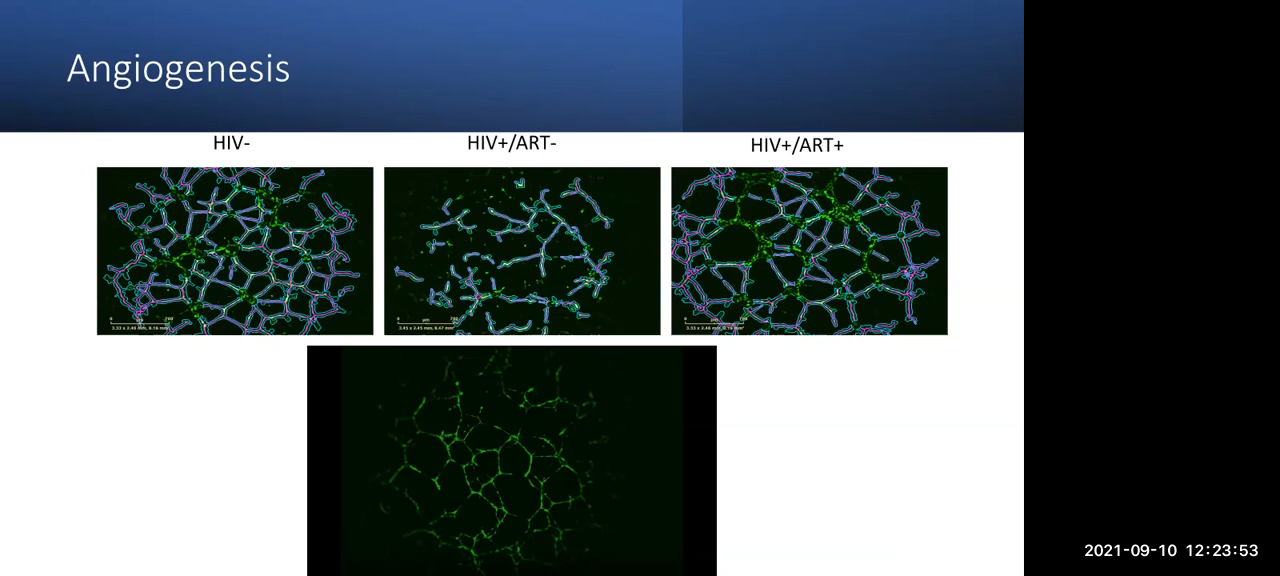 Angiogenesis
HIV-
HIV+/ART-
HIV+/ART+
2021-09-10 12:23:53